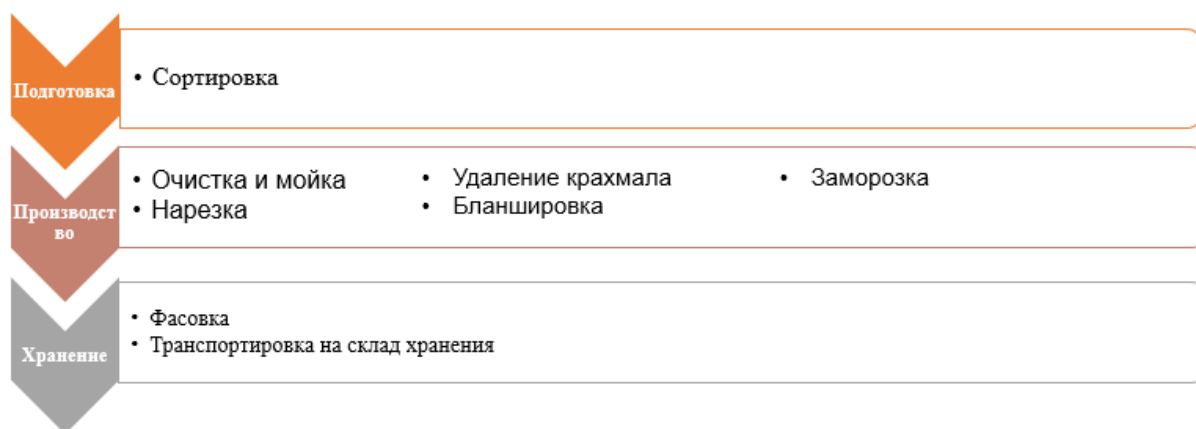 Подготовка
• Сортировка
Производст
во
• Очистка и мойка
• Нарезка
• Удаление крахмала
• Бланшировка
• Заморозка
Хранение
• Фасовка
• Транспортировка на склад хранения